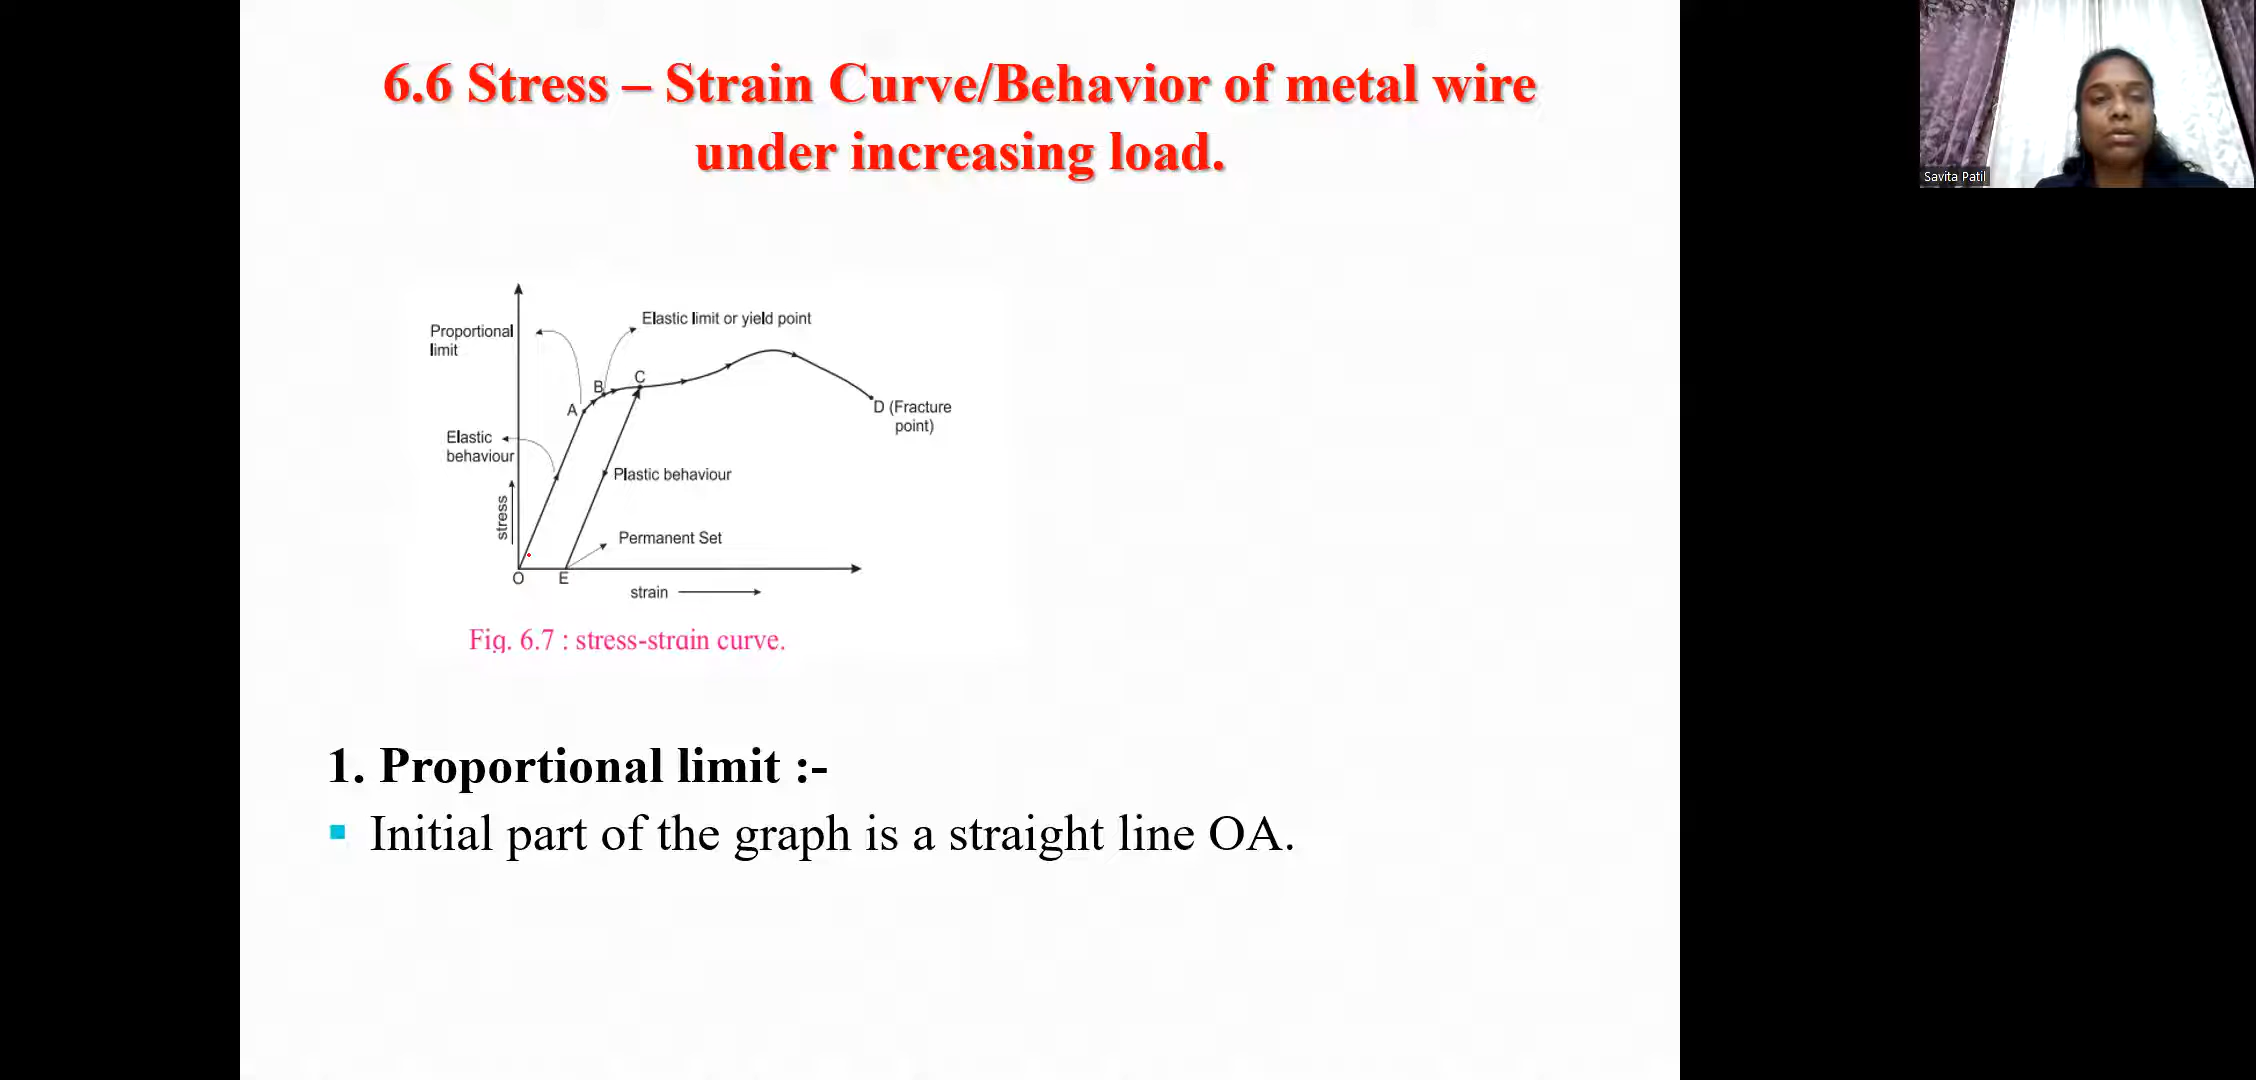 6.6 Stress – Strain Curve/Behavior of metal wire
under increasing load.
Savita Patil
Elastic limit or yield point
Proportional
limit
C
B
A
D (Fracture
point)
Elastic
behaviour
Plastic behaviour
stress
Permanent Set
O
E
strain
Fig. 6.7 : stress-strain curve.
1. Proportional limit :-
▪ Initial part of the graph is a straight line OA.